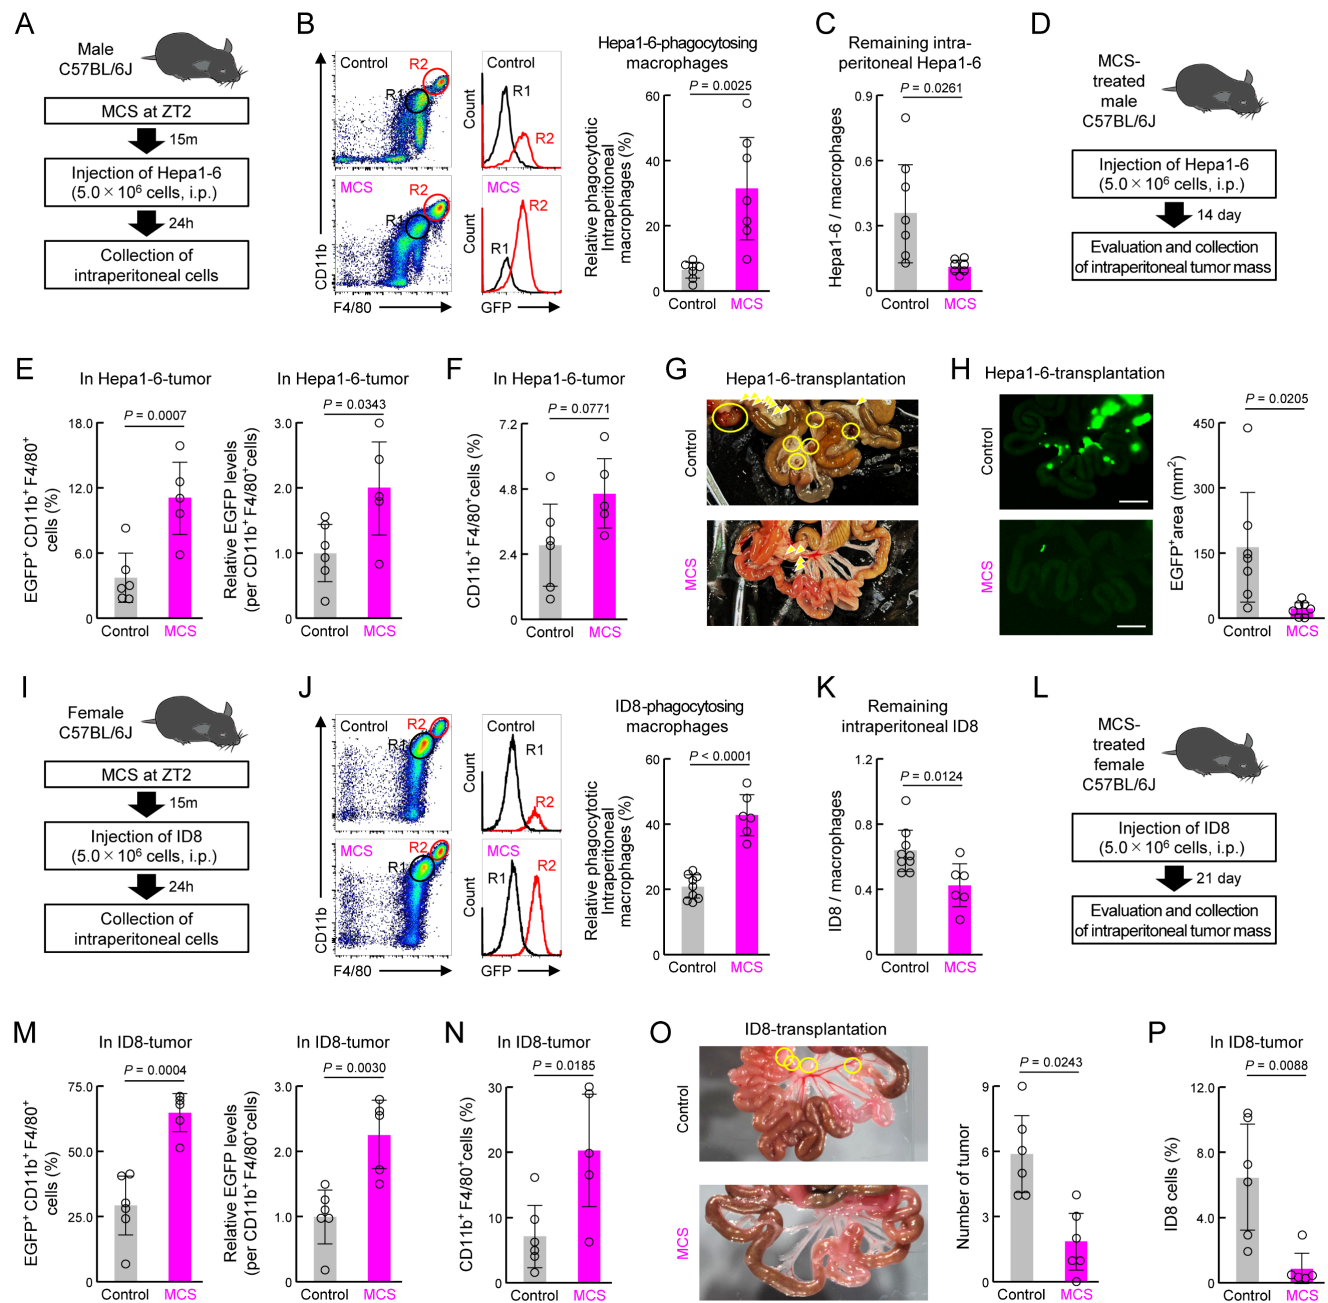 A
Male
C57BL/6J
MCS at ZT2
15m
Injection of Hepa1-6
(5.0×10⁶ cells, i.p.)
24h
Collection of
intraperitoneal cells
B
Control
R2
R1
MCS
R2
R1
CD11b
F4/80
Control
R1
R2
Count
MCS
R2
R1
Count
GFP
Hepa1-6-phagocytosing
macrophages
P = 0.0025
Relative phagocytotic
Intraperitoneal
macrophages (%)
60
40
20
0
Control
MCS
C
Remaining intra-
peritoneal Hepa1-6
P = 0.0261
Hepa1-6 / macrophages
0.9
0.6
0.3
0
Control
MCS
D
MCS-
treated
male
C57BL/6J
Injection of Hepa1-6
(5.0×10⁶ cells, i.p.)
14 day
Evaluation and collection
of intraperitoneal tumor mass
E
In Hepa1-6-tumor
P = 0.0007
EGFP⁺ CD11b⁺ F4/80⁺
cells (%)
18.0
12.0
6.0
0
Control
MCS
In Hepa1-6-tumor
P = 0.0343
Relative EGFP levels
(per CD11b⁺ F4/80⁺cells)
3.0
2.0
1.0
0
Control
MCS
F
In Hepa1-6-tumor
P = 0.0771
CD11b⁺ F4/80⁺cells (%)
7.2
4.8
2.4
0
Control
MCS
G
Hepa1-6-transplantation
Control
MCS
H
Hepa1-6-transplantation
Control
MCS
P = 0.0205
EGFP⁺area (mm²)
450
300
150
0
Control
MCS
I
Female
C57BL/6J
MCS at ZT2
15m
Injection of ID8
(5.0×10⁶ cells, i.p.)
24h
Collection of
intraperitoneal cells
J
Control
R2
R1
MCS
R2
R1
CD11b
F4/80
Control
R1
R2
Count
MCS
R1
R2
Count
GFP
ID8-phagocytosing
macrophages
P < 0.0001
Relative phagocytotic
Intraperitoneal
macrophages (%)
60
40
20
0
Control
MCS
K
Remaining
intraperitoneal ID8
P = 0.0124
ID8 / macrophages
1.2
0.8
0.4
0
Control
MCS
L
MCS-
treated
female
C57BL/6J
Injection of ID8
(5.0×10⁶ cells, i.p.)
21 day
Evaluation and collection
of intraperitoneal tumor mass
M
In ID8-tumor
P = 0.0004
EGFP⁺ CD11b⁺ F4/80⁺
cells (%)
75.0
50.0
25.0
0
Control
MCS
In ID8-tumor
P = 0.0030
Relative EGFP levels
(per CD11b⁺ F4/80⁺cells)
3.0
2.0
1.0
0
Control
MCS
N
In ID8-tumor
P = 0.0185
CD11b⁺ F4/80⁺cells (%)
30
20
10
0
Control
MCS
O
ID8-transplantation
Control
MCS
P = 0.0243
Number of tumor
9
6
3
0
Control
MCS
P
In ID8-tumor
P = 0.0088
ID8 cells (%)
12.0
8.0
4.0
0
Control
MCS